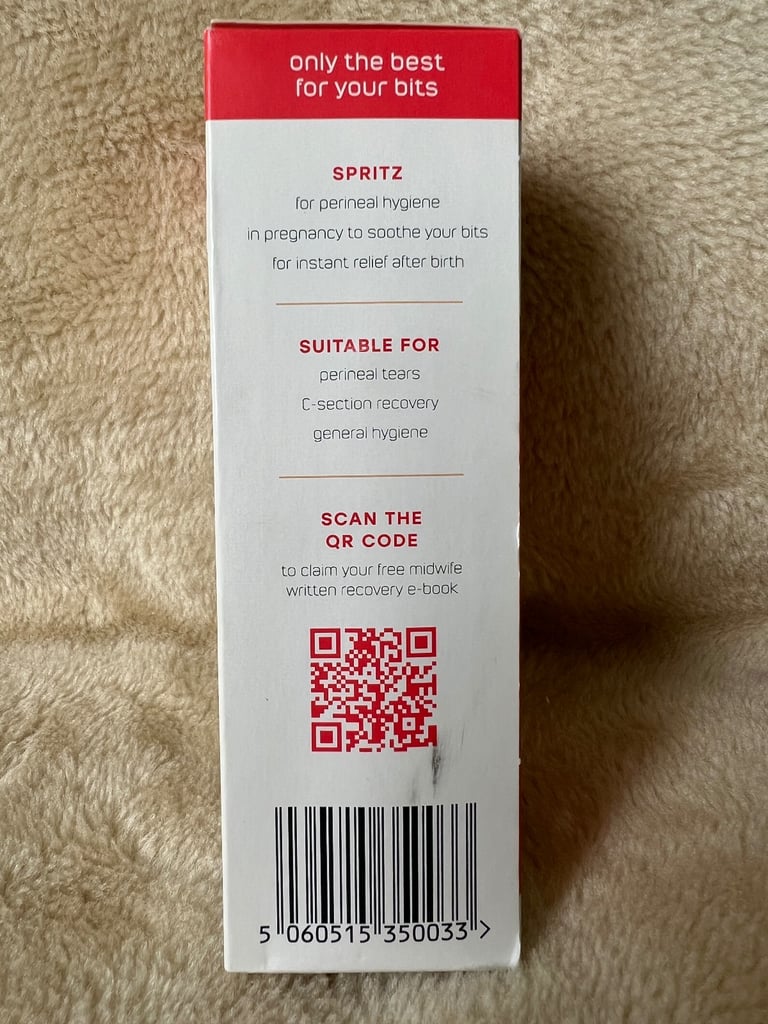 only the best
for your bits
SPRITZ
for perineal hygiene
in pregnancy to soothe your bits
for instant relief after birth
SUITABLE FOR
perineal tears
C-section recovery
general hygiene
SCAN THE
QR CODE
to claim your free midwife
written recovery e-book
5 060515 350033 >